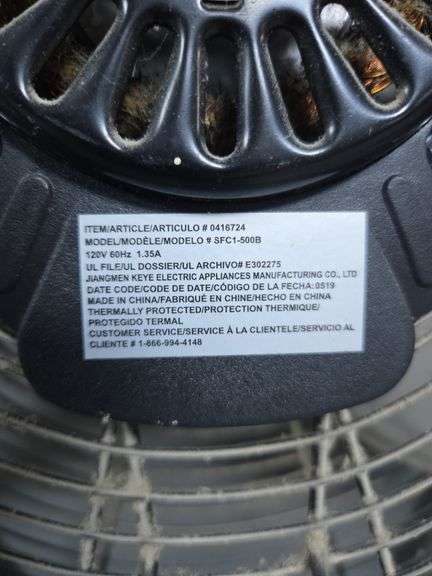 ITEM/ARTICLE/ARTICULO # 0416724
MODEL/MODÈLE/MODELO # SFC1-500B
120V 60Hz 1.35A
UL FILE/UL DOSSIER/UL ARCHIVO# E302275
JIANGMEN KEYE ELECTRIC APPLIANCES MANUFACTURING CO., LTD
DATE CODE/CODE DE DATE/CÓDIGO DE LA FECHA:0519
MADE IN CHINA/FABRIQUÉ EN CHINE/HECHO EN CHINA
THERMALLY PROTECTED/PROTECTION THERMIQUE/
PROTEGIDO TERMAL
CUSTOMER SERVICE/SERVICE À LA CLIENTELE/SERVICIO AL
CLIENTE # 1-866-994-4148